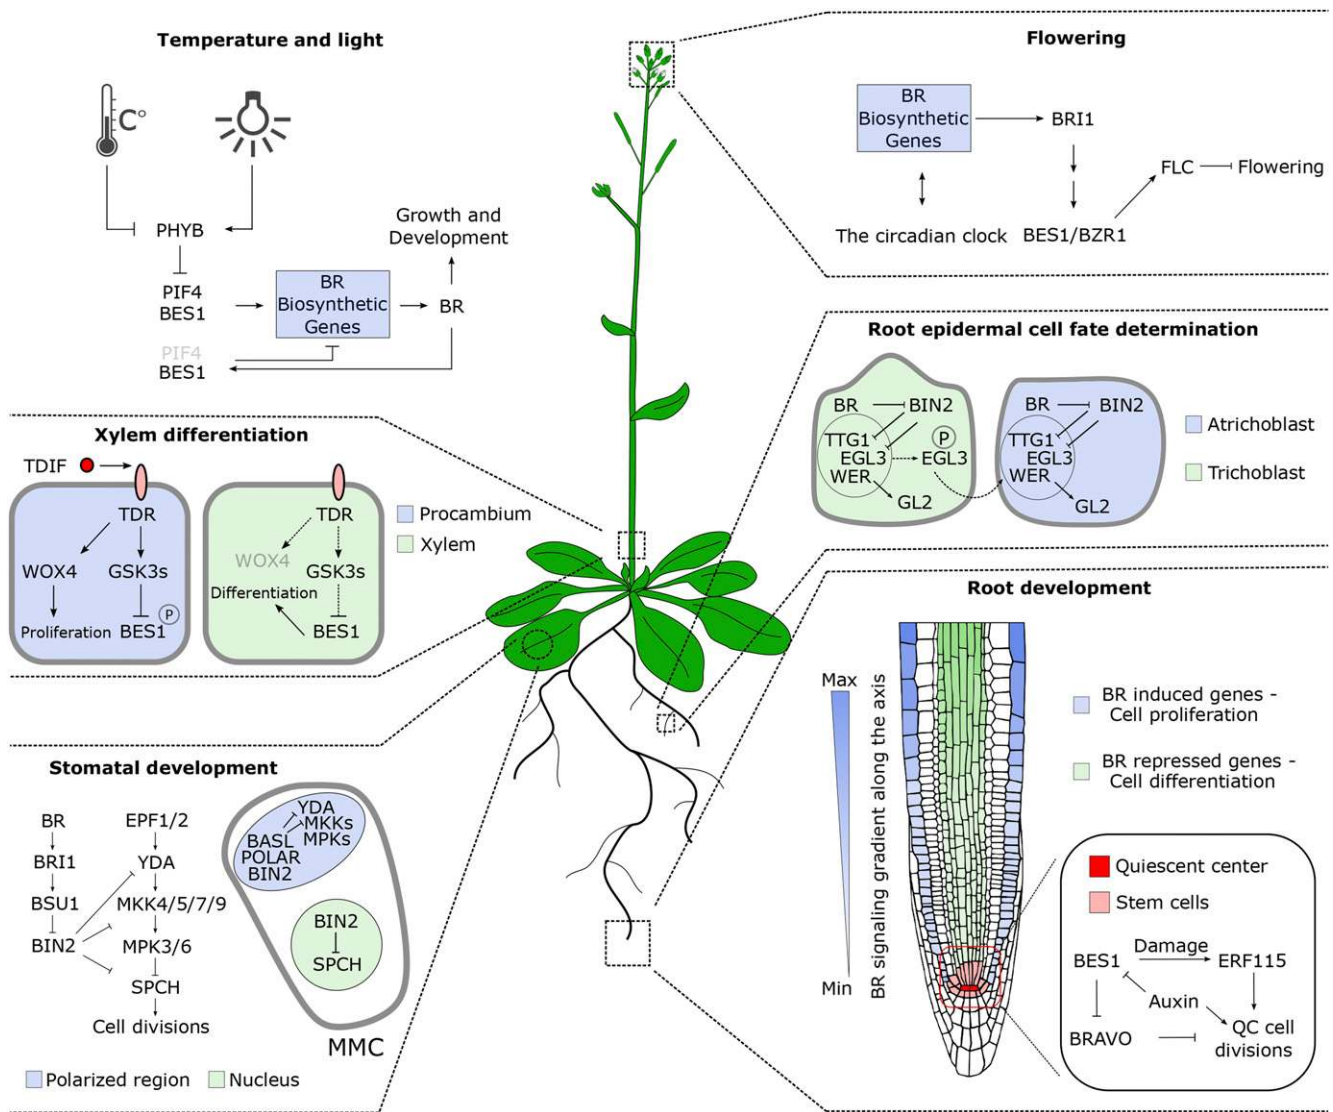 Temperature and light
C°
PHYB
PIF4
BES1
BR
Biosynthetic
Genes
BR
Growth and
Development
PIF4
BES1
Flowering
BR
Biosynthetic
Genes
BRI1
FLC
Flowering
The circadian clock
BES1/BZR1
Root epidermal cell fate determination
BR
BIN2
TTG1
EGL3
WER
P
EGL3
GL2
BR
BIN2
TTG1
EGL3
WER
GL2
Atrichoblast
Trichoblast
Xylem differentiation
TDIF
TDR
WOX4
GSK3s
Proliferation
BES1
P
TDR
WOX4
GSK3s
Differentiation
BES1
Procambium
Xylem
Root development
Max
Min
BR signaling gradient along the axis
BR induced genes -
Cell proliferation
BR repressed genes -
Cell differentiation
Quiescent center
Stem cells
BES1
Damage
ERF115
Auxin
BRAVO
QC cell
divisions
Stomatal development
BR
BRI1
BSU1
BIN2
EPF1/2
YDA
MKK4/5/7/9
MPK3/6
SPCH
Cell divisions
YDA
MKKs
MPKs
BASL
POLAR
BIN2
BIN2
SPCH
MMC
Polarized region
Nucleus